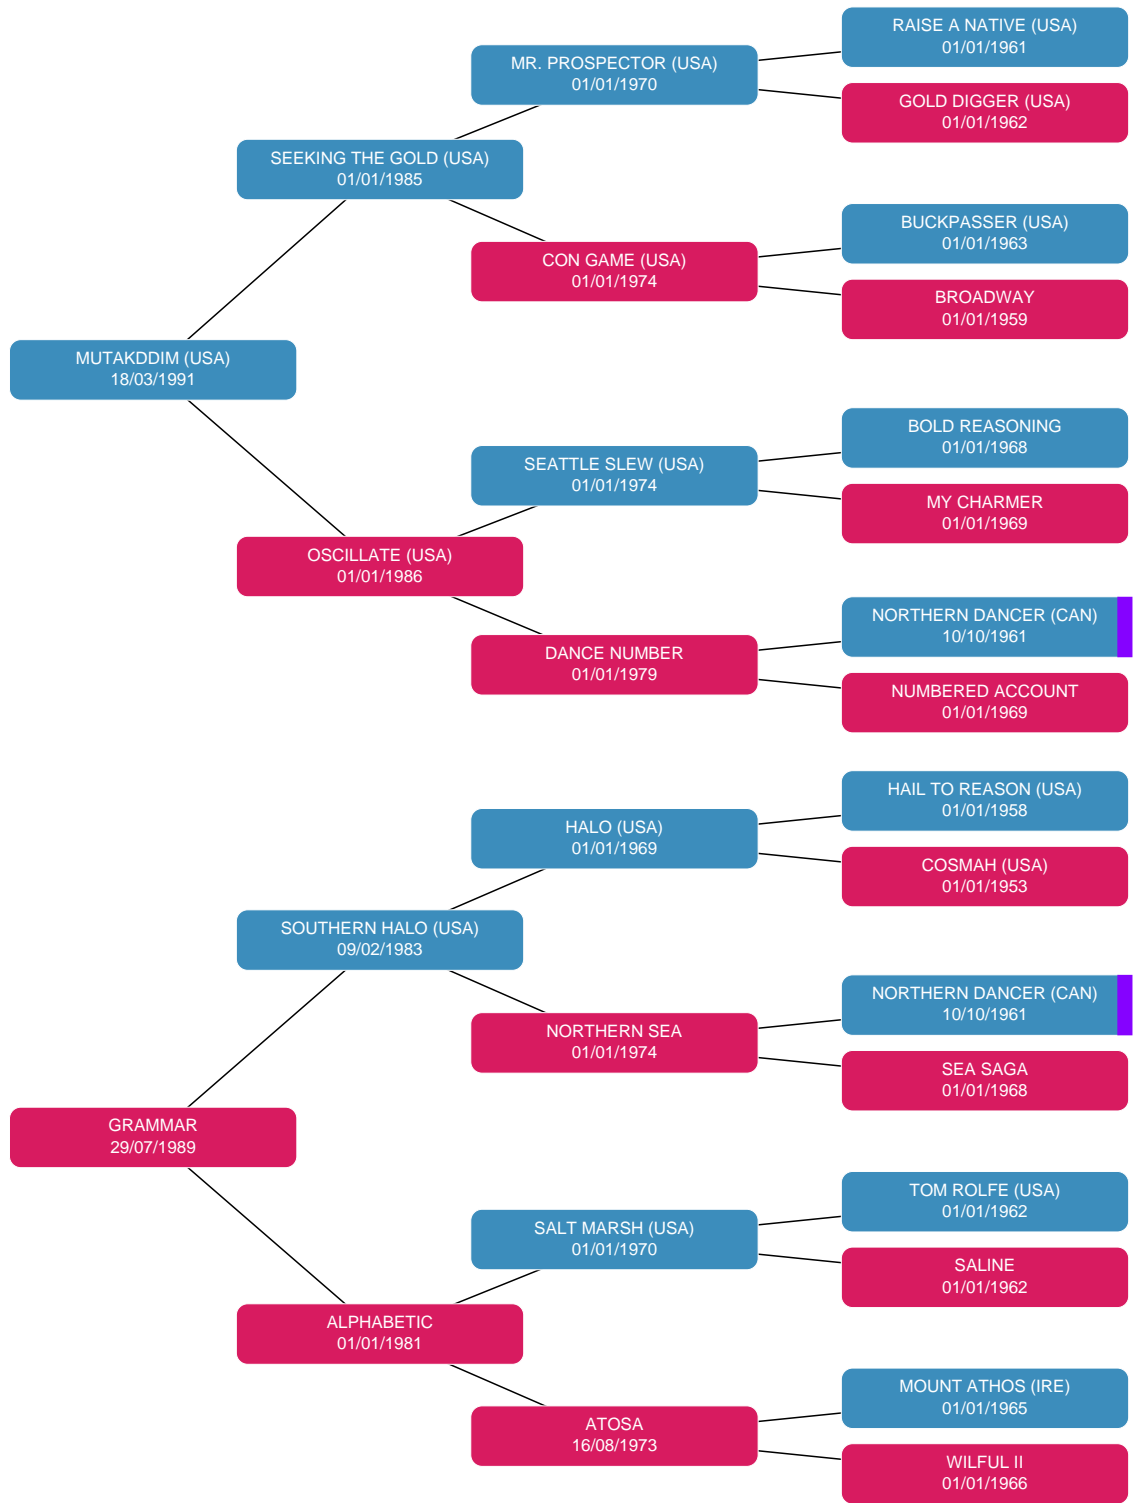 RAISE A NATIVE (USA)
01/01/1961
MR. PROSPECTOR (USA)
01/01/1970
GOLD DIGGER (USA)
01/01/1962
SEEKING THE GOLD (USA)
01/01/1985
BUCKPASSER (USA)
01/01/1963
CON GAME (USA)
01/01/1974
BROADWAY
01/01/1959
MUTAKDDIM (USA)
18/03/1991
BOLD REASONING
01/01/1968
SEATTLE SLEW (USA)
01/01/1974
MY CHARMER
01/01/1969
OSCILLATE (USA)
01/01/1986
NORTHERN DANCER (CAN)
10/10/1961
DANCE NUMBER
01/01/1979
NUMBERED ACCOUNT
01/01/1969
HAIL TO REASON (USA)
01/01/1958
HALO (USA)
01/01/1969
COSMAH (USA)
01/01/1953
SOUTHERN HALO (USA)
09/02/1983
NORTHERN DANCER (CAN)
10/10/1961
NORTHERN SEA
01/01/1974
SEA SAGA
01/01/1968
GRAMMAR
29/07/1989
TOM ROLFE (USA)
01/01/1962
SALT MARSH (USA)
01/01/1970
SALINE
01/01/1962
ALPHABETIC
01/01/1981
MOUNT ATHOS (IRE)
01/01/1965
ATOSA
16/08/1973
WILFUL II
01/01/1966